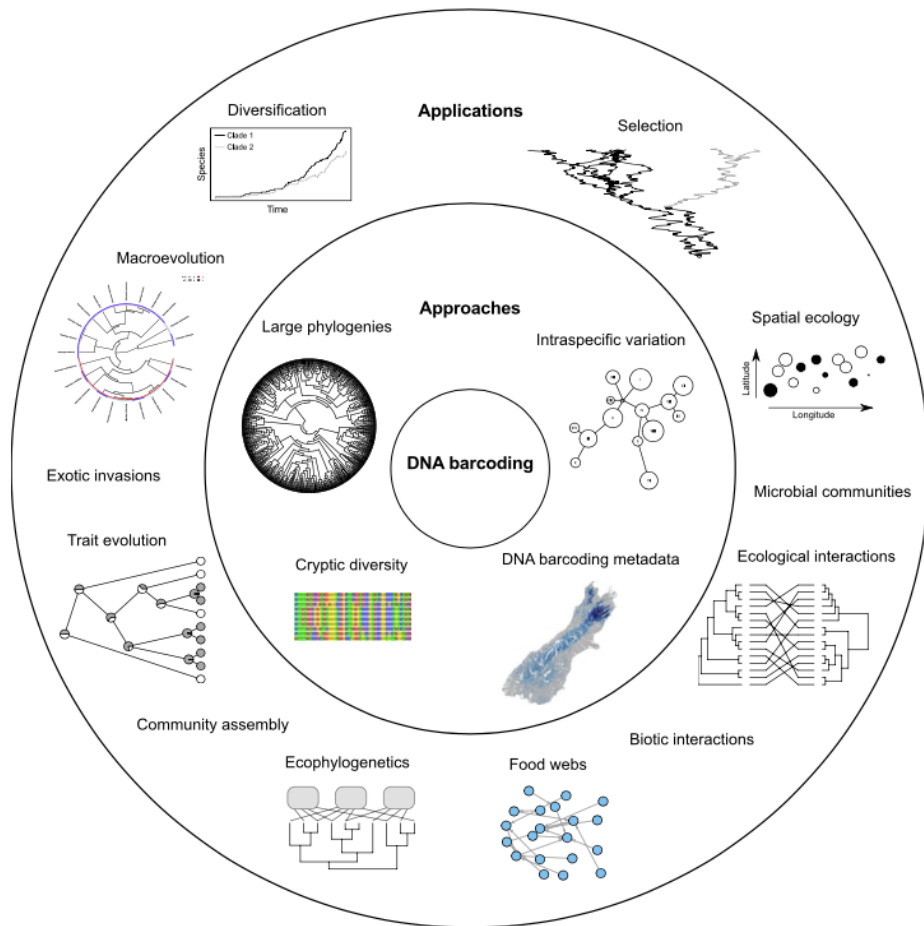 Diversification
Applications
Selection
Clade 1
Clade 2
Species
Time
Macroevolution
Approaches
Large phylogenies
Intraspecific variation
Spatial ecology
Latitude
Longitude
DNA barcoding
Exotic invasions
Microbial communities
Trait evolution
Cryptic diversity
DNA barcoding metadata
Ecological interactions
Community assembly
Biotic interactions
Ecophylogenetics
Food webs